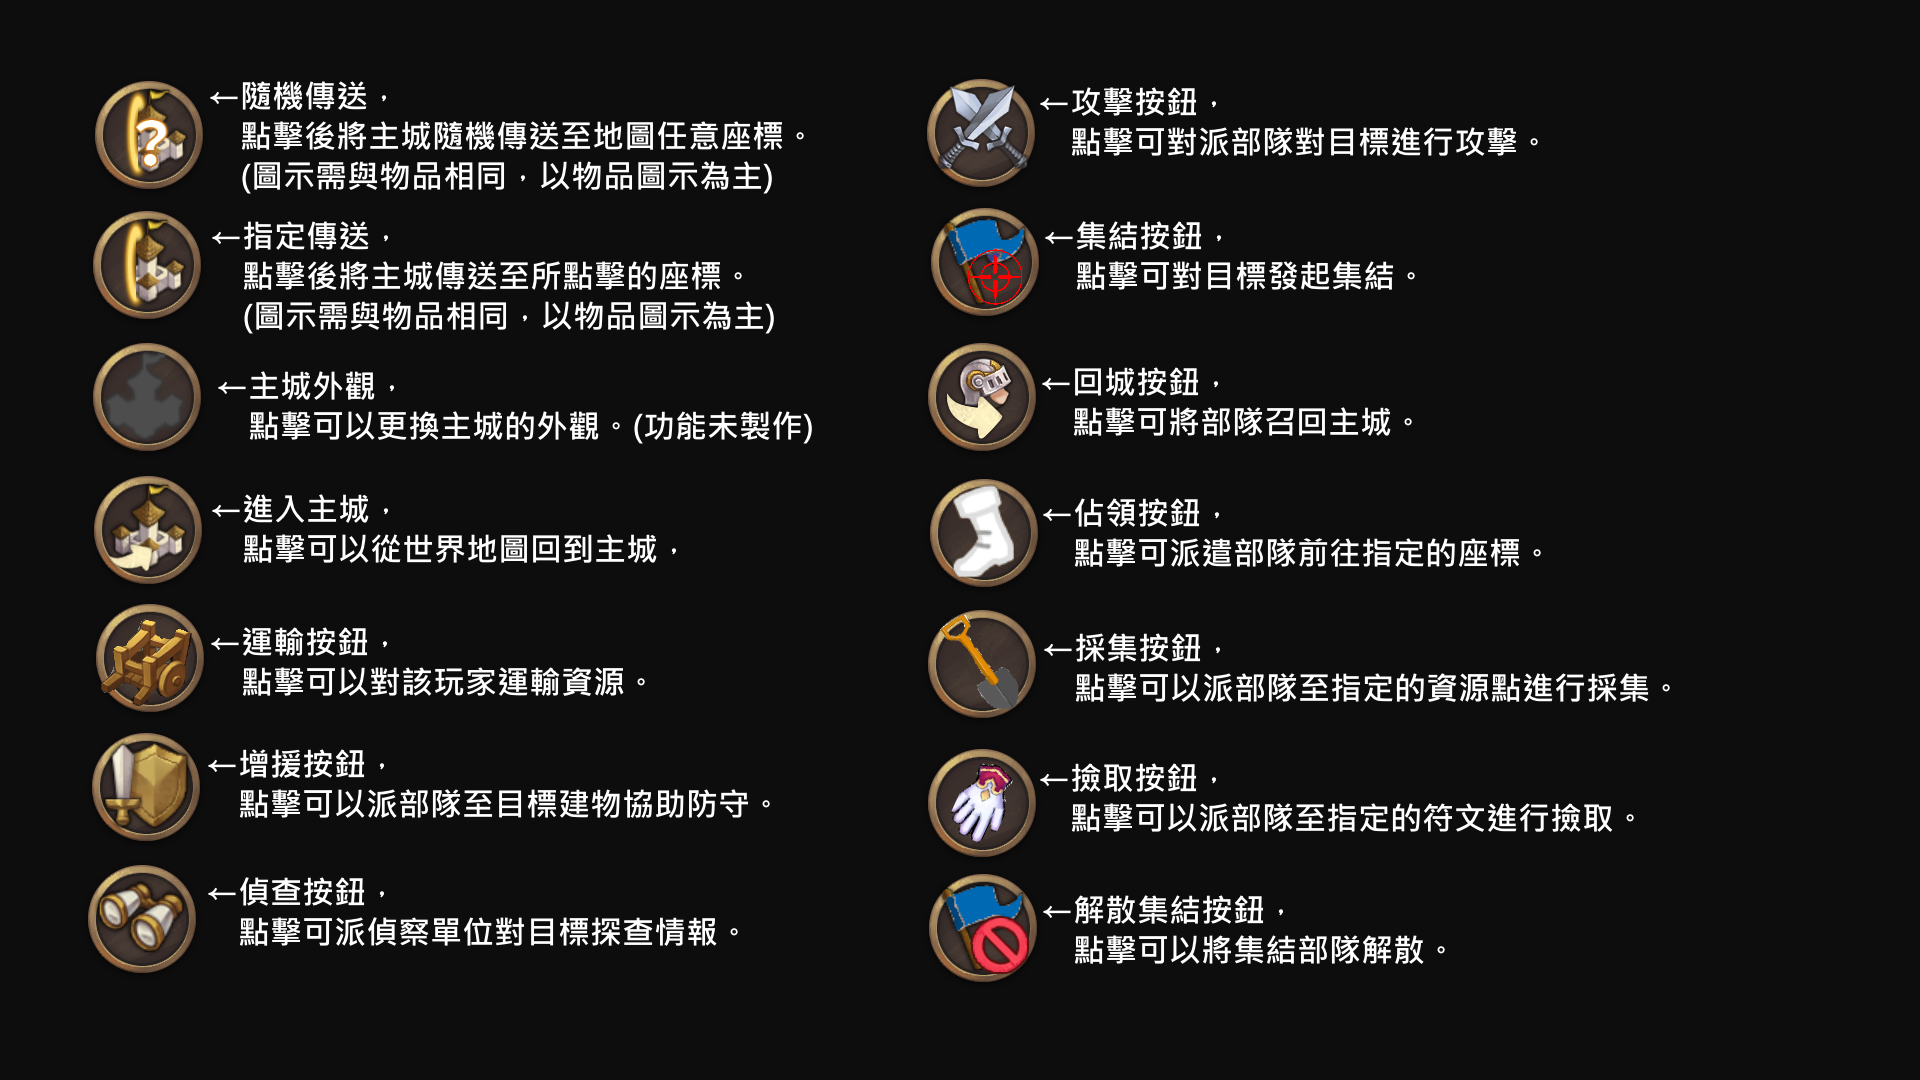 ←隨機傳送，
點擊後將主城隨機傳送至地圖任意座標。
(圖示需與物品相同，以物品圖示為主)
←指定傳送，
點擊後將主城傳送至所點擊的座標。
(圖示需與物品相同，以物品圖示為主)
←主城外觀，
點擊可以更換主城的外觀。(功能未製作)
←進入主城，
點擊可以從世界地圖回到主城，
←運輸按鈕，
點擊可以對該玩家運輸資源。
←增援按鈕，
點擊可以派部隊至目標建物協助防守。
←偵查按鈕，
點擊可派偵察單位對目標探查情報。
←攻擊按鈕，
點擊可對派部隊對目標進行攻擊。
←集結按鈕，
點擊可對目標發起集結。
←回城按鈕，
點擊可將部隊召回主城。
←佔領按鈕，
點擊可派遣部隊前往指定的座標。
←採集按鈕，
點擊可以派部隊至指定的資源點進行採集。
←撿取按鈕，
點擊可以派部隊至指定的符文進行撿取。
←解散集結按鈕，
點擊可以將集結部隊解散。